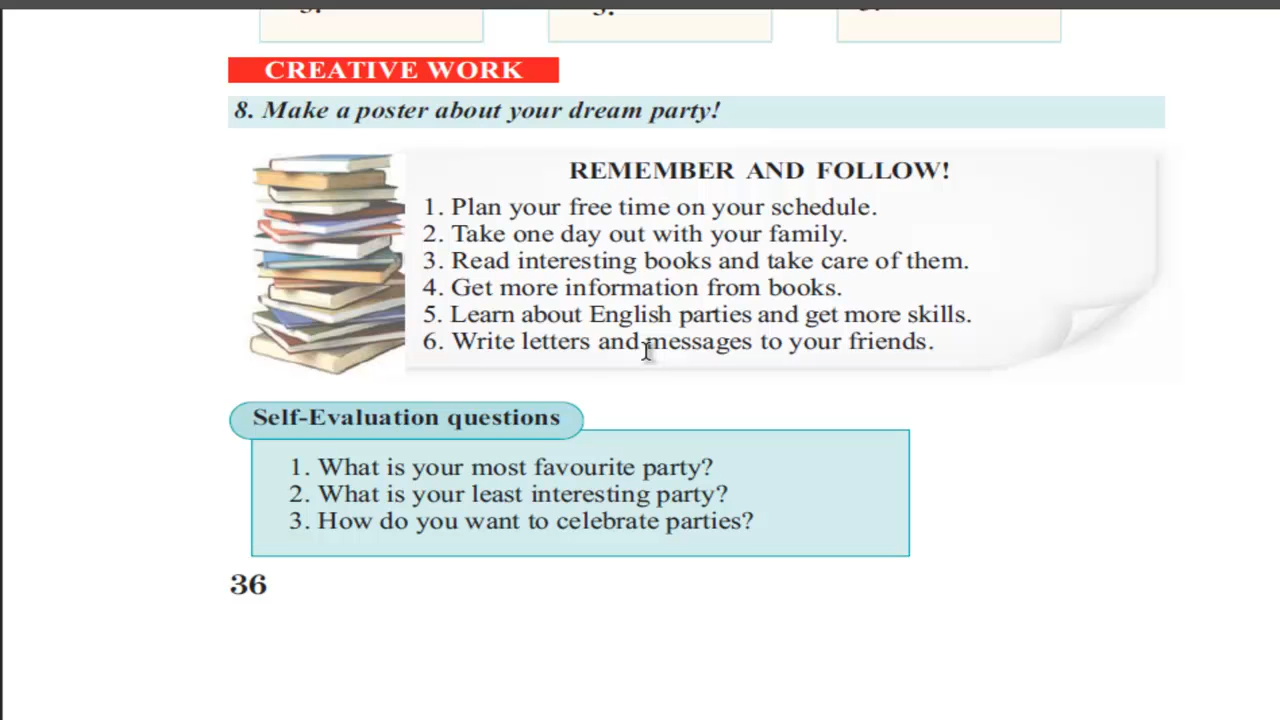 CREATIVE WORK
8. Make a poster about your dream party!
REMEMBER AND FOLLOW!
1. Plan your free time on your schedule.
2. Take one day out with your family.
3. Read interesting books and take care of them.
4. Get more information from books.
5. Learn about English parties and get more skills.
6. Write letters and messages to your friends.
Self-Evaluation questions
1. What is your most favourite party?
2. What is your least interesting party?
3. How do you want to celebrate parties?
36